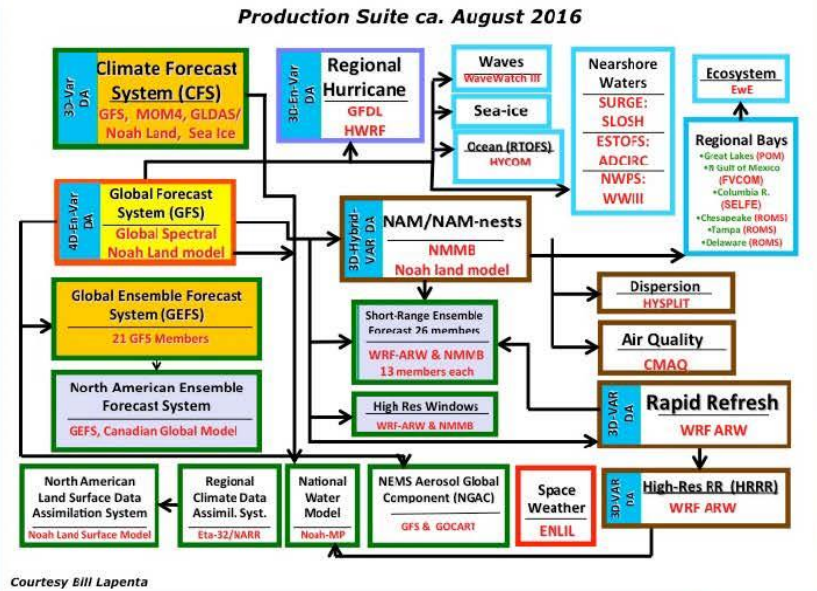 Production Suite ca. August 2016
3D-Var
DA
Climate Forecast
System (CFS)
GFS, MOM4, GLDAS/
Noah Land, Sea Ice
3D-En-Var
DA
Regional
Hurricane
GFDL
HWRF
Waves
WaveWatch III
Sea-ice
Ocean (RTOFS)
HYCOM
Nearshore
Waters
SURGE:
SLOSH
ESTOFS:
ADCIRC
NWPS:
WWIII
Ecosystem
EwE
Regional Bays
•Great Lakes (POM)
•N Gulf of Mexico
(FVCOM)
•Columbia R.
(SELFE)
•Chesapeake (ROMS)
•Tampa (ROMS)
•Delaware (ROMS)
4D-En-Var
DA
Global Forecast
System (GFS)
Global Spectral
Noah Land model
3D-Hybrid-
VAR DA
NAM/NAM-nests
NMMB
Noah land model
Global Ensemble Forecast
System (GEFS)
21 GFS Members
Short-Range Ensemble
Forecast 26 members
WRF-ARW & NMMB
13 members each
Dispersion
HYSPLIT
Air Quality
CMAQ
North American Ensemble
Forecast System
GEFS, Canadian Global Model
High Res Windows
WRF-ARW & NMMB
3D-VAR
DA
Rapid Refresh
WRF ARW
North American
Land Surface Data
Assimilation System
Noah Land Surface Model
Regional
Climate Data
Assimil. Syst.
Eta-32/NARR
National
Water
Model
Noah-MP
NEMS Aerosol Global
Component (NGAC)
GFS & GOCART
Space
Weather
ENLIL
3D-VAR
DA
High-Res RR (HRRR)
WRF ARW
Courtesy Bill Lapenta